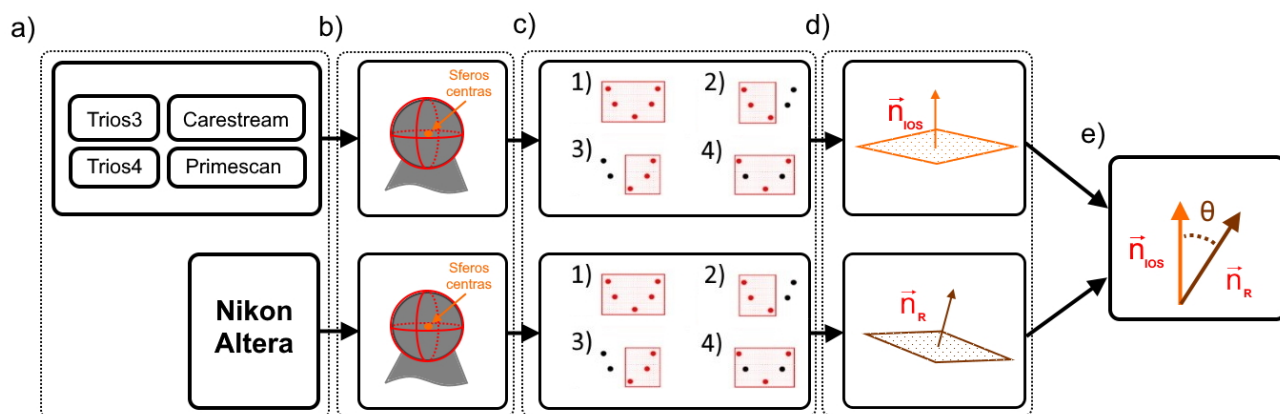 a)
b)
c)
d)
Trios3
Carestream
Trios4
Primescan
Sferos
centras
1)
2)
3)
4)
n⃗IOS
e)
n⃗IOS
θ
n⃗R
Nikon
Altera
Sferos
centras
1)
2)
3)
4)
n⃗R